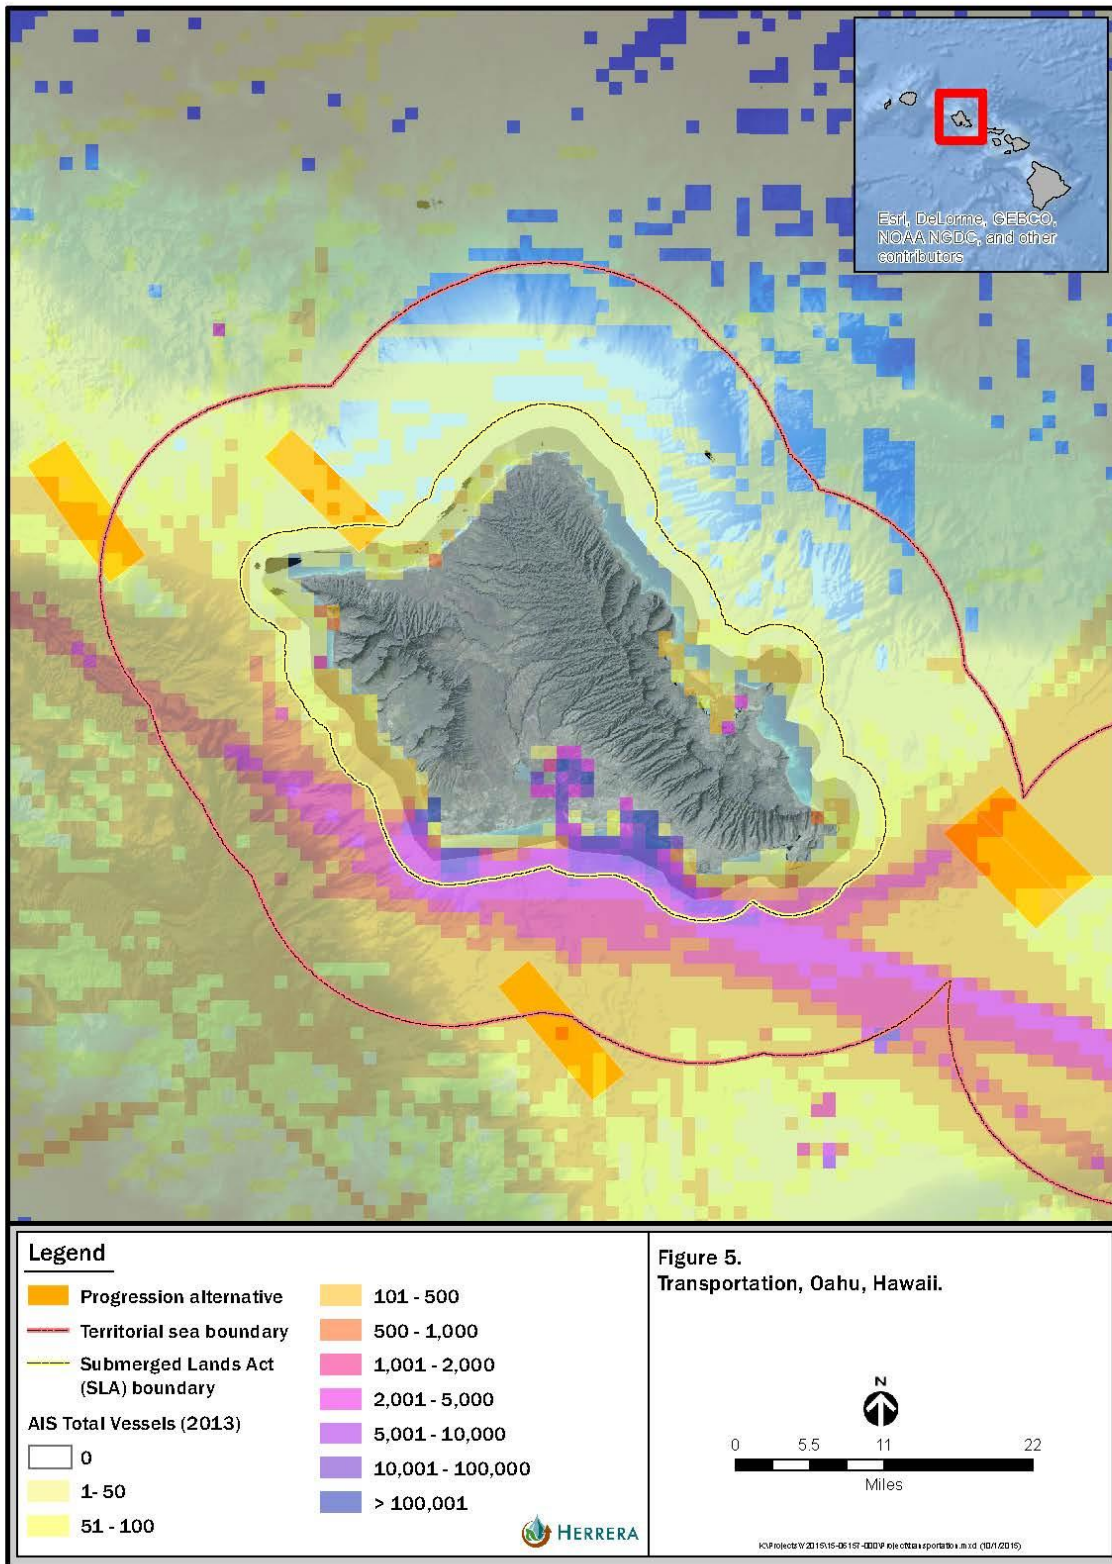 Esri, DeLorme, GEBCO,
NOAA NGDC, and other
contributors
Legend
Progression alternative
Territorial sea boundary
Submerged Lands Act
(SLA) boundary
AIS Total Vessels (2013)
0
1- 50
51 - 100
101 - 500
500 - 1,000
1,001 - 2,000
2,001 - 5,000
5,001 - 10,000
10,001 - 100,000
> 100,001
HERRERA
Figure 5.
Transportation, Oahu, Hawaii.
N
0 5.5 11 22
Miles
(10/1/2015)